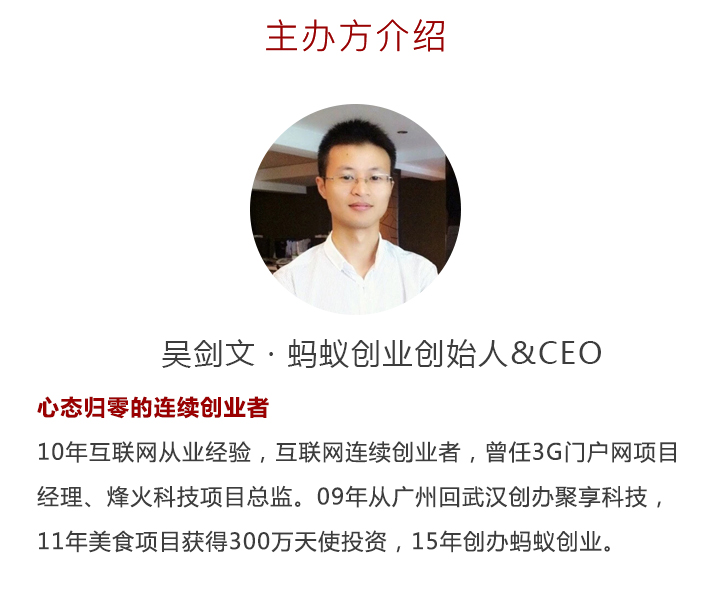 主办方介绍
吴剑文·蚂蚁创业创始人&CEO
心态归零的连续创业者
10年互联网从业经验，互联网连续创业者，曾任3G门户网项目
经理、烽火科技项目总监。09年从广州回武汉创办聚享科技，
11年美食项目获得300万天使投资，15年创办蚂蚁创业。